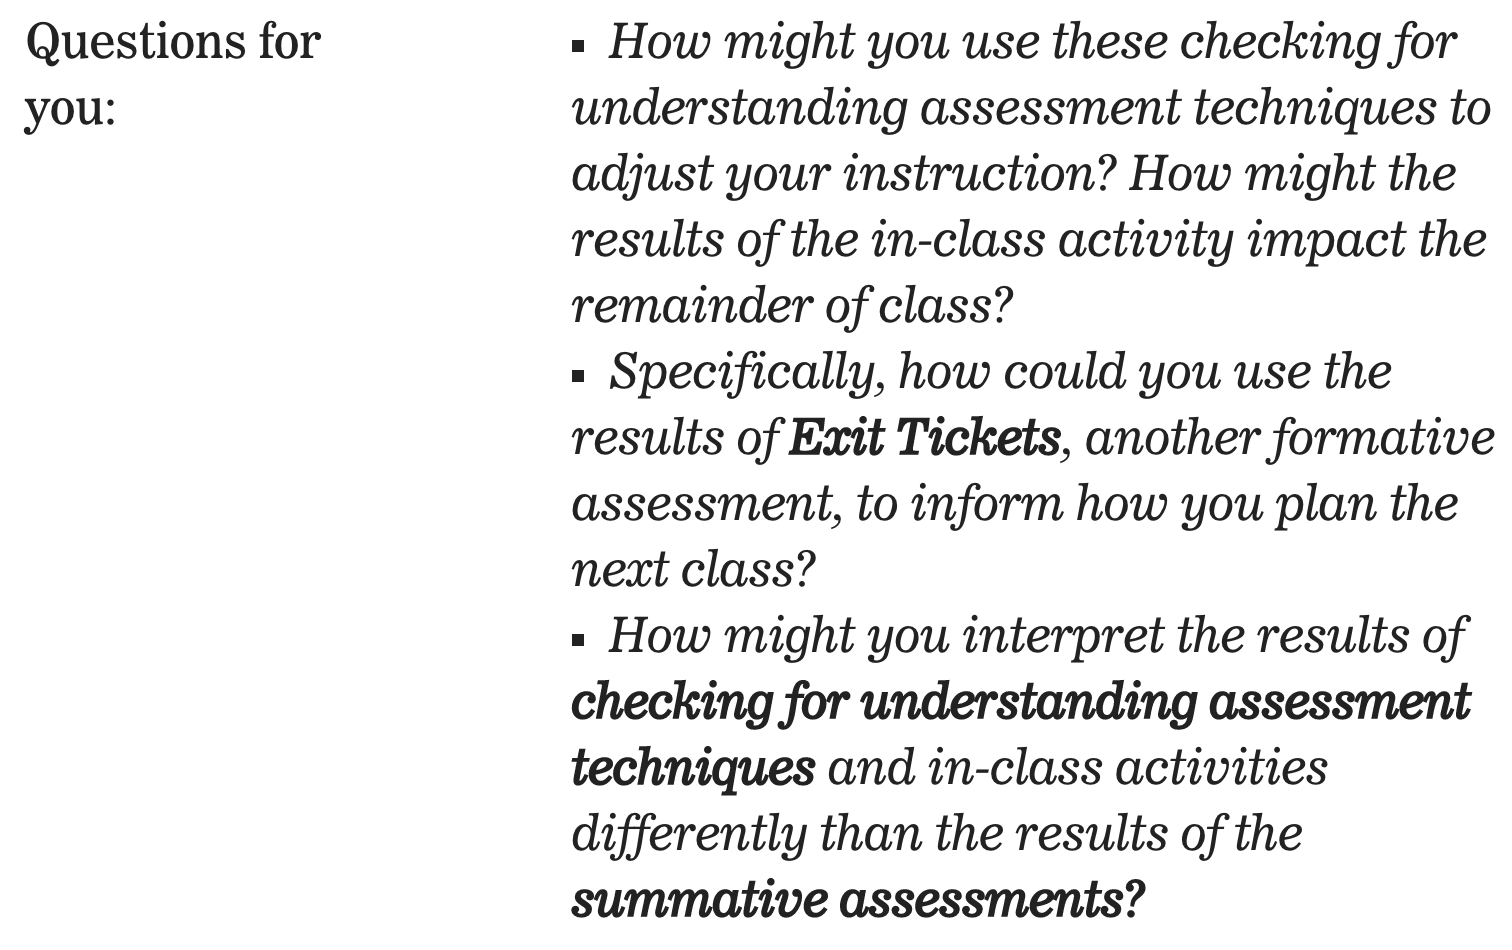 Questions for
you:
▪ How might you use these checking for
understanding assessment techniques to
adjust your instruction? How might the
results of the in-class activity impact the
remainder of class?
▪ Specifically, how could you use the
results of Exit Tickets, another formative
assessment, to inform how you plan the
next class?
▪ How might you interpret the results of
checking for understanding assessment
techniques and in-class activities
differently than the results of the
summative assessments?